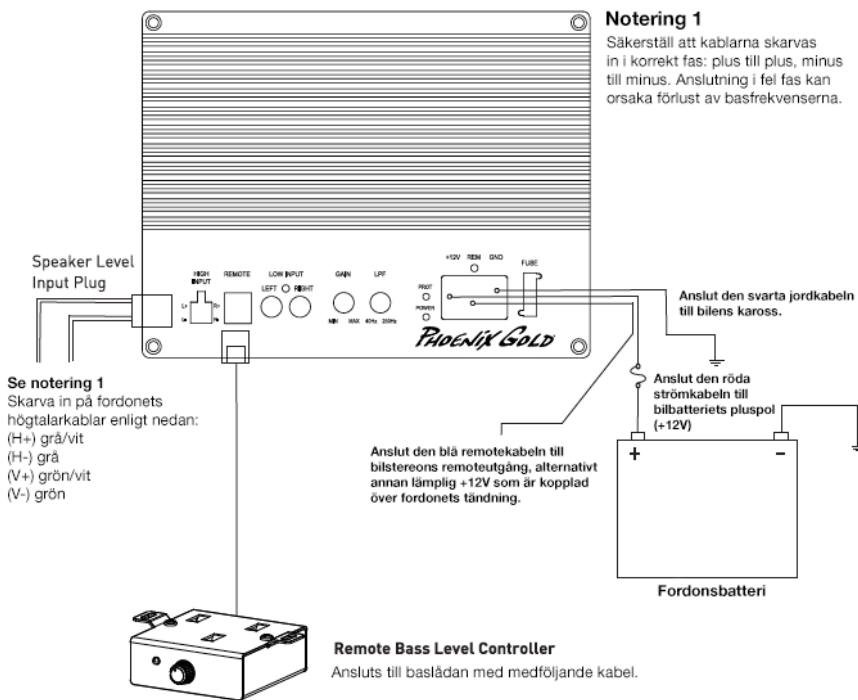 Notering 1
Säkerställ att kablarna skarvas
in i korrekt fas: plus till plus, minus
till minus. Anslutning i fel fas kan
orsaka förlust av basfrekvenserna.
Speaker Level
Input Plug
HIGH
INPUT
L+
R+
L-
R-
REMOTE
LOW INPUT
LEFT
RIGHT
GAIN
MIN
MAX
LPF
40Hz
250Hz
+12V
REM
GND
FUSE
PROT
POWER
PHOENIX GOLD
Anslut den svarta jordkabeln
till bilens kaross.
Se notering 1
Skarva in på fordonets
högtalarkablar enligt nedan:
(H+) grå/vit
(H-) grå
(V+) grön/vit
(V-) grön
Anslut den röda
strömkabeln till
bilbatteriets pluspol
(+12V)
Anslut den blå remotekabeln till
bilstereons remoteutgång, alternativt
annan lämplig +12V som är kopplad
över fordonets tändning.
+
-
Fordonsbatteri
Remote Bass Level Controller
Ansluts till baslådan med medföljande kabel.